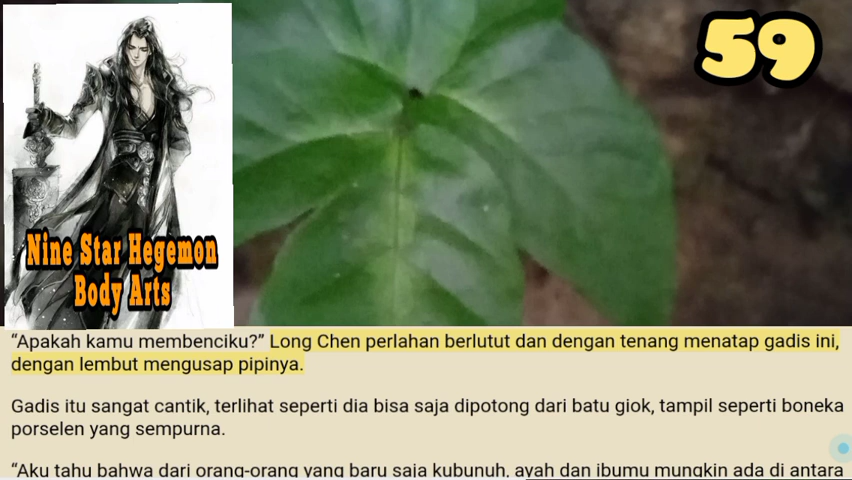 59
Nine Star Hegemon
Body Arts
“Apakah kamu membenciku?” Long Chen perlahan berlutut dan dengan tenang menatap gadis ini,
dengan lembut mengusap pipinya.
Gadis itu sangat cantik, terlihat seperti dia bisa saja dipotong dari batu giok, tampil seperti boneka
porselen yang sempurna.
“Aku tahu bahwa dari orang-orang yang baru saja kubunuh, ayah dan ibumu mungkin ada di antara